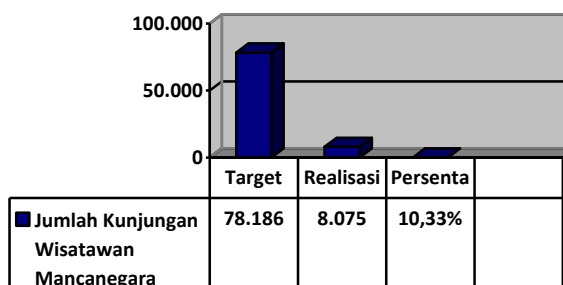 100.000
50.000
0
Target Realisasi Persenta
Jumlah Kunjungan 78.186 8.075 10,33%
Wisatawan
Mancanegara